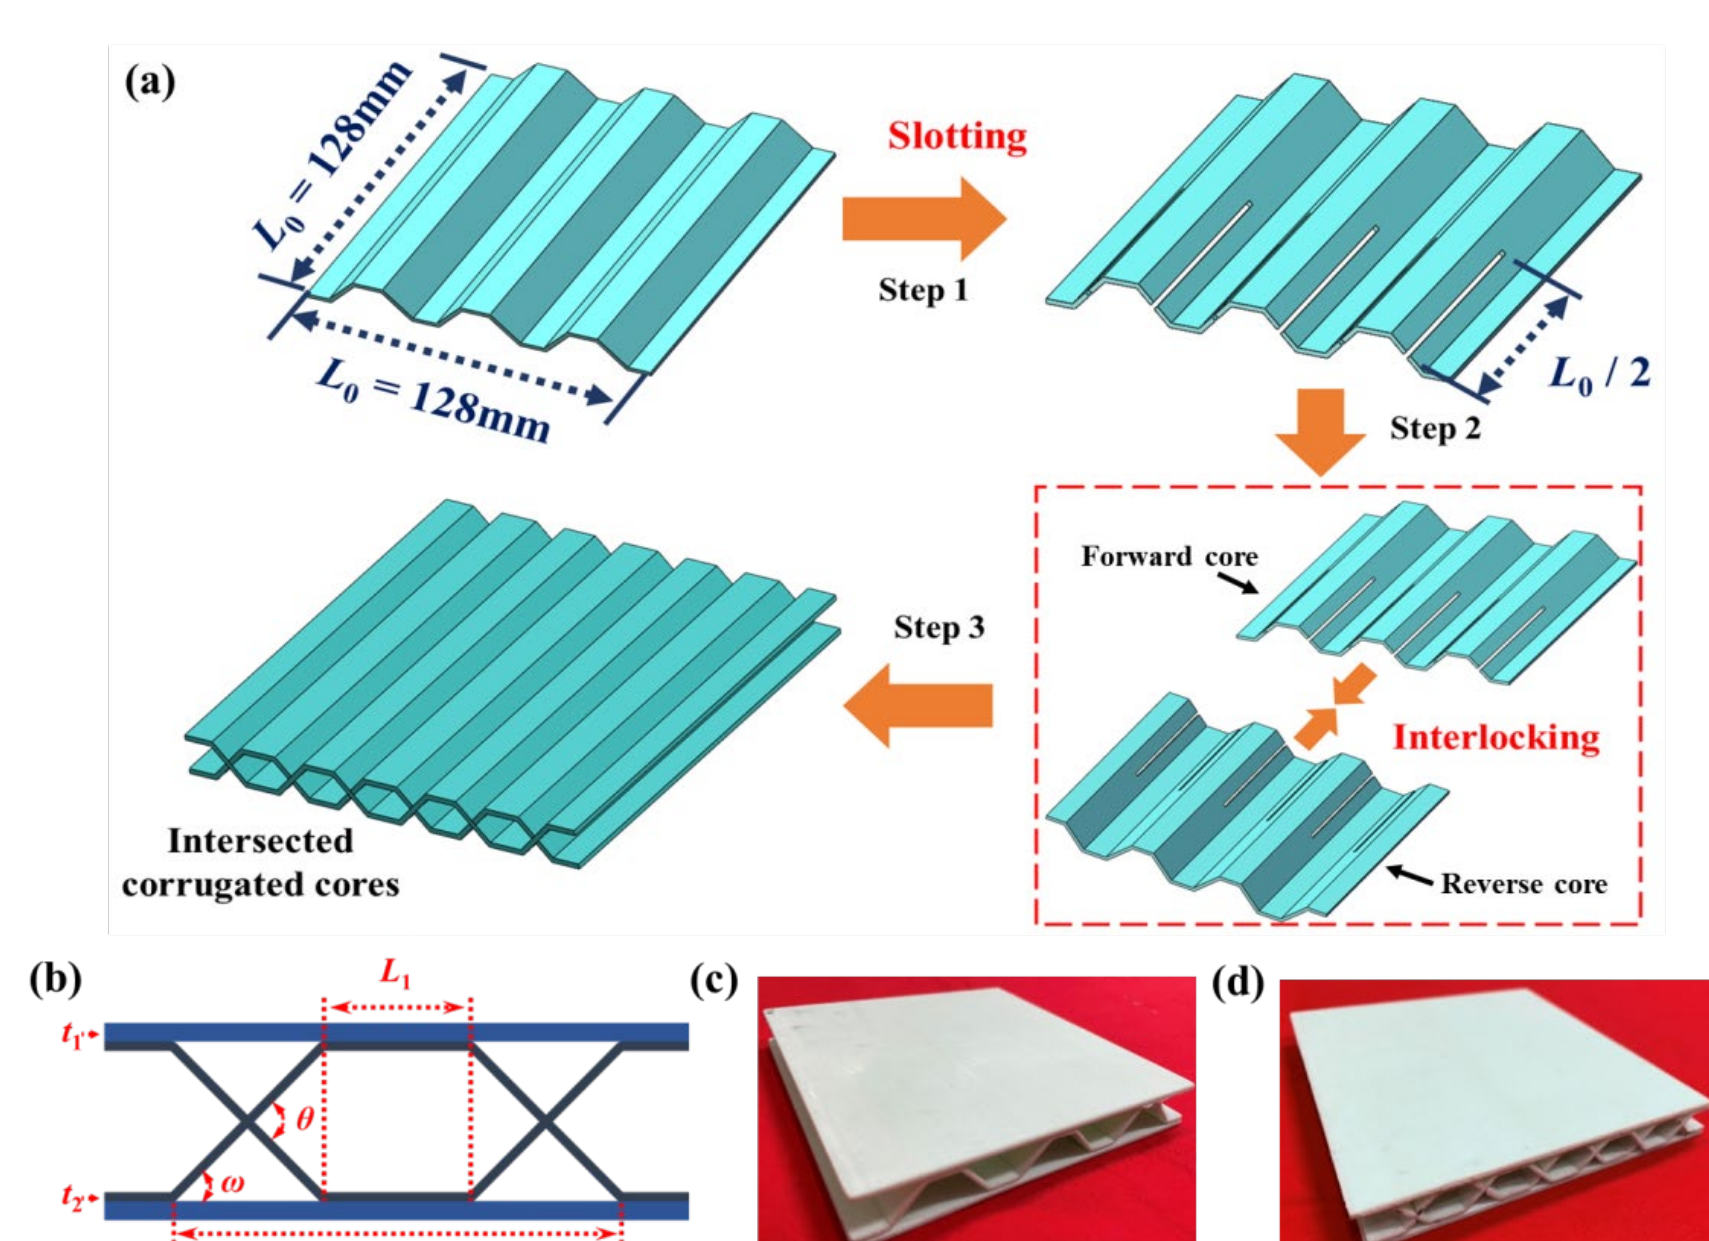 (a)
L0 = 128mm
L0 = 128mm
Slotting
Step 1
L0 / 2
Step 2
Forward core
Interlocking
Reverse core
Step 3
Intersected
corrugated cores
(b)
L1
t1
θ
ω
t2
(c)
(d)